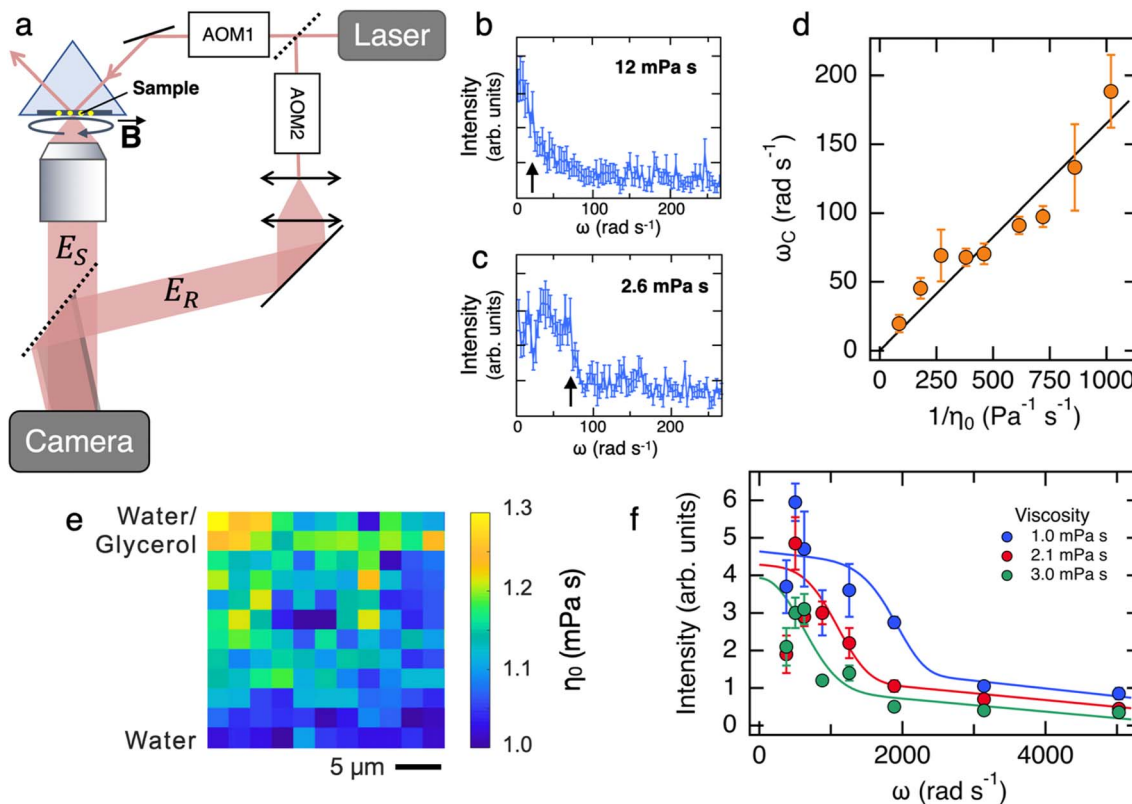 a
AOM1
Laser
Sample
B
AOM2
E_S
E_R
Camera
b
12 mPa s
Intensity
(arb. units)
0 100 200
ω (rad s⁻¹)
c
2.6 mPa s
Intensity
(arb. units)
0 100 200
ω (rad s⁻¹)
d
200
150
100
50
0
ω_C (rad s⁻¹)
0 250 500 750 1000
1/η₀ (Pa⁻¹ s⁻¹)
e
Water/
Glycerol
Water
5 µm
1.3
1.2
1.1
1.0
η₀ (mPa s)
f
6
5
4
3
2
1
0
Intensity (arb. units)
Viscosity
1.0 mPa s
2.1 mPa s
3.0 mPa s
0 2000 4000
ω (rad s⁻¹)